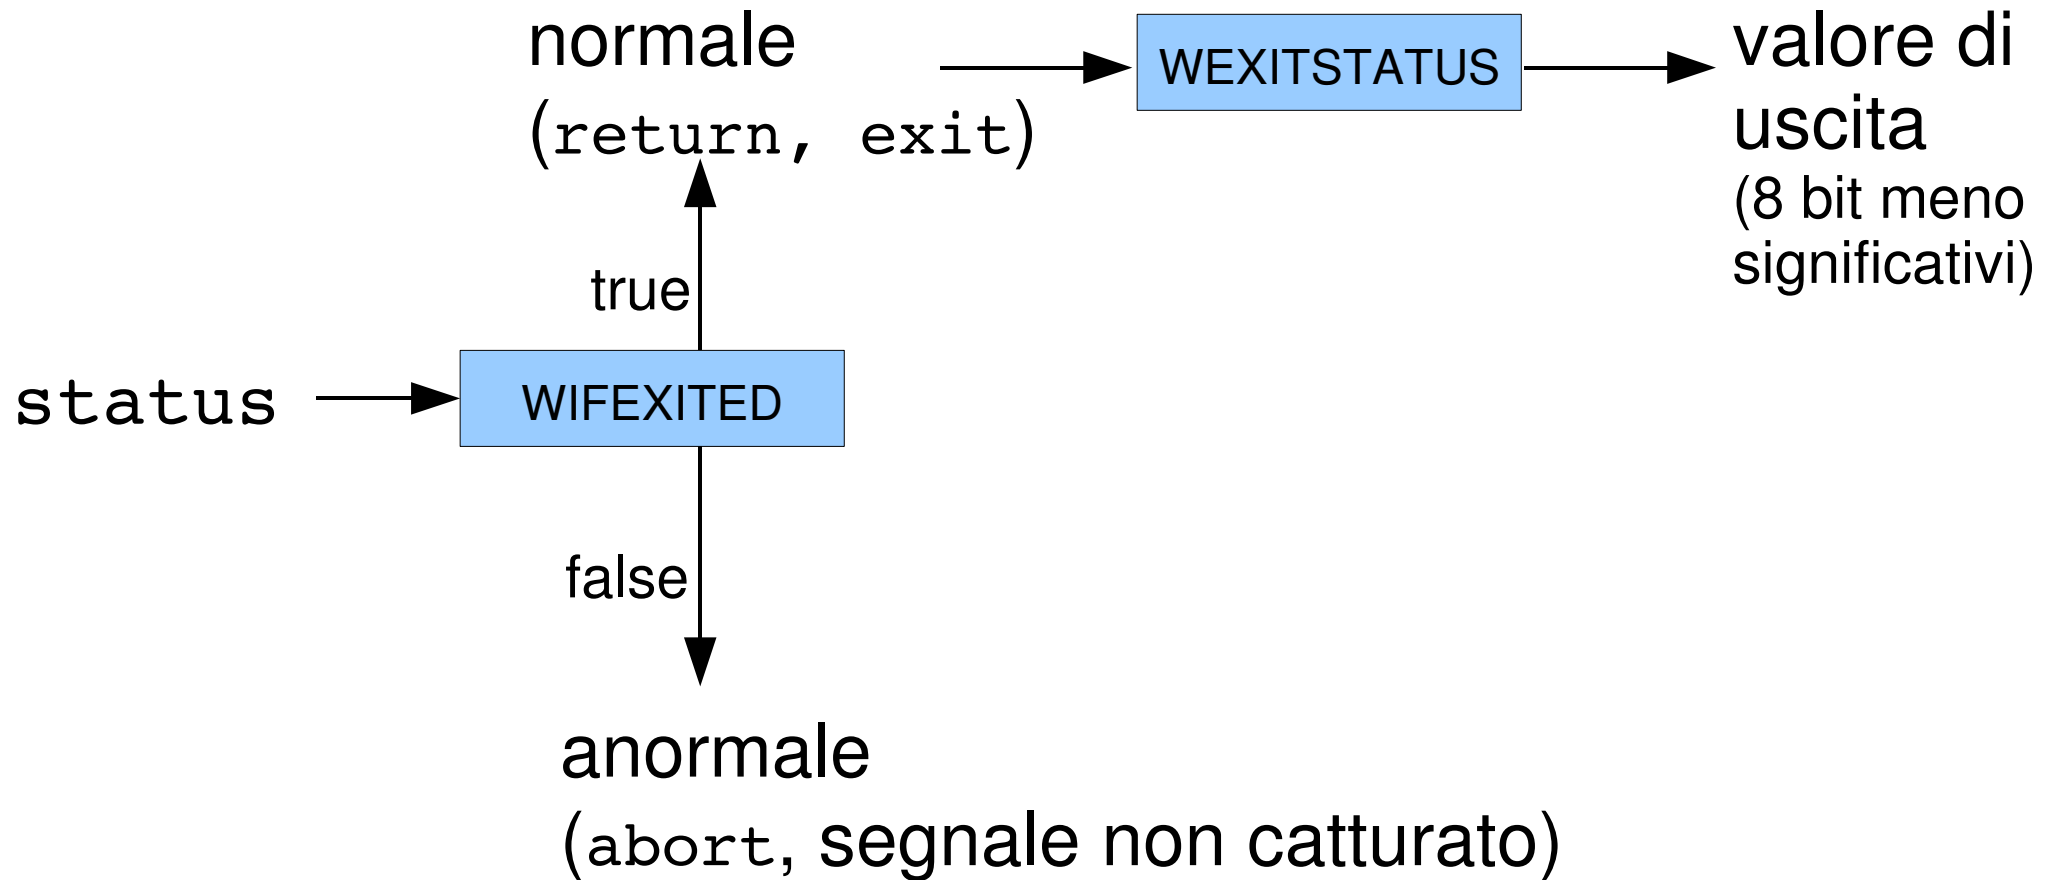 normale
(return, exit)
WEXITSTATUS
valore di
uscita
(8 bit meno
significativi)
true
status
WIFEXITED
false
anormale
(abort, segnale non catturato)